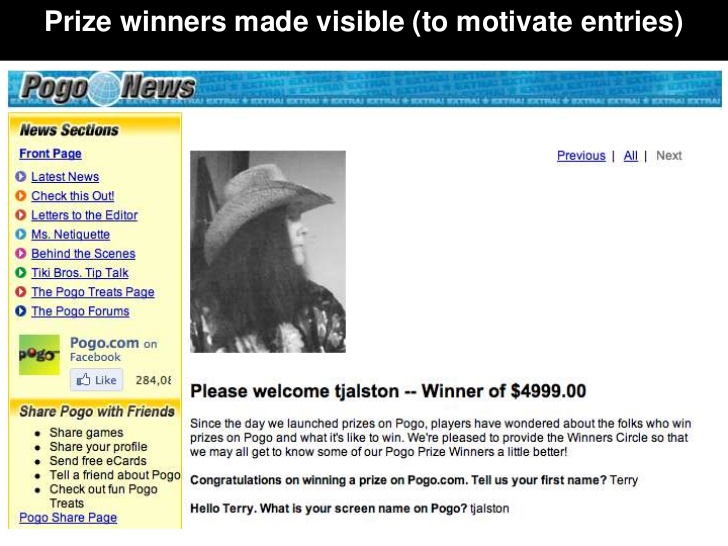 Prize winners made visible (to motivate entries)
Pogo News
EXTRA! ★ EXTRA! ★ EXTRA! ★ EXTRA! ★ EXTRA! ★ EXTRA!
News Sections
Front Page
Latest News
Check this Out!
Letters to the Editor
Ms. Netiquette
Behind the Scenes
Tiki Bros. Tip Talk
The Pogo Treats Page
The Pogo Forums
pogo
Pogo.com on
Facebook
Like 284,08
Share Pogo with Friends
• Share games
• Share your profile
• Send free eCards
• Tell a friend about Pogo
• Check out fun Pogo
Treats
Pogo Share Page
Previous | All | Next
Please welcome tjalston -- Winner of $4999.00
Since the day we launched prizes on Pogo, players have wondered about the folks who win
prizes on Pogo and what it's like to win. We're pleased to provide the Winners Circle so that
we may all get to know some of our Pogo Prize Winners a little better!
Congratulations on winning a prize on Pogo.com. Tell us your first name? Terry
Hello Terry. What is your screen name on Pogo? tjalston